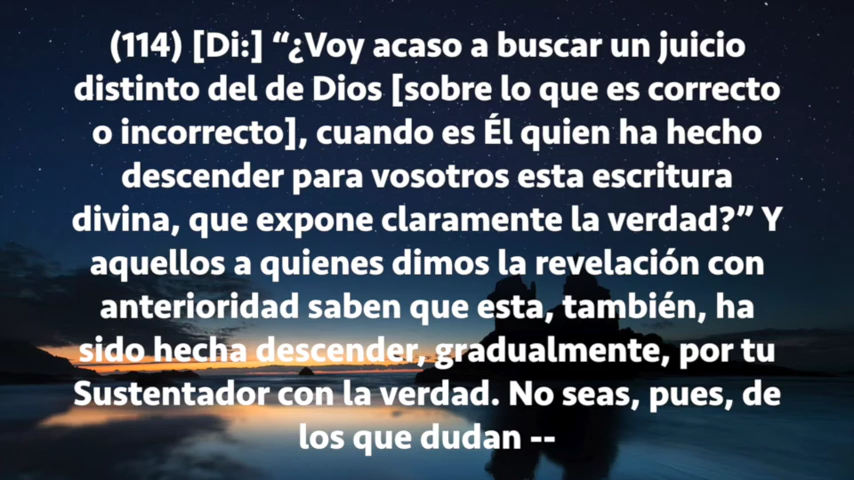 (114) [Di:] “¿Voy acaso a buscar un juicio
distinto del de Dios [sobre lo que es correcto
o incorrecto], cuando es Él quien ha hecho
descender para vosotros esta escritura
divina, que expone claramente la verdad?” Y
aquellos a quienes dimos la revelación con
anterioridad saben que esta, también, ha
sido hecha descender, gradualmente, por tu
Sustentador con la verdad. No seas, pues, de
los que dudan --